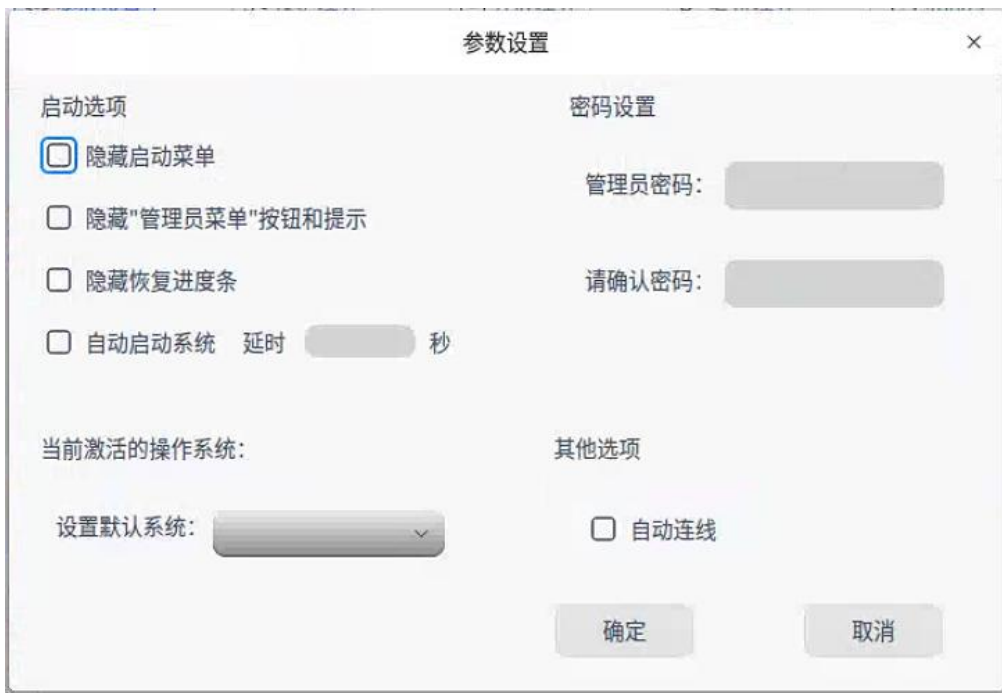 参数设置
启动选项
隐藏启动菜单
隐藏"管理员菜单"按钮和提示
隐藏恢复进度条
自动启动系统 延时 秒
密码设置
管理员密码：
请确认密码：
当前激活的操作系统：
设置默认系统：
其他选项
自动连线
确定
取消